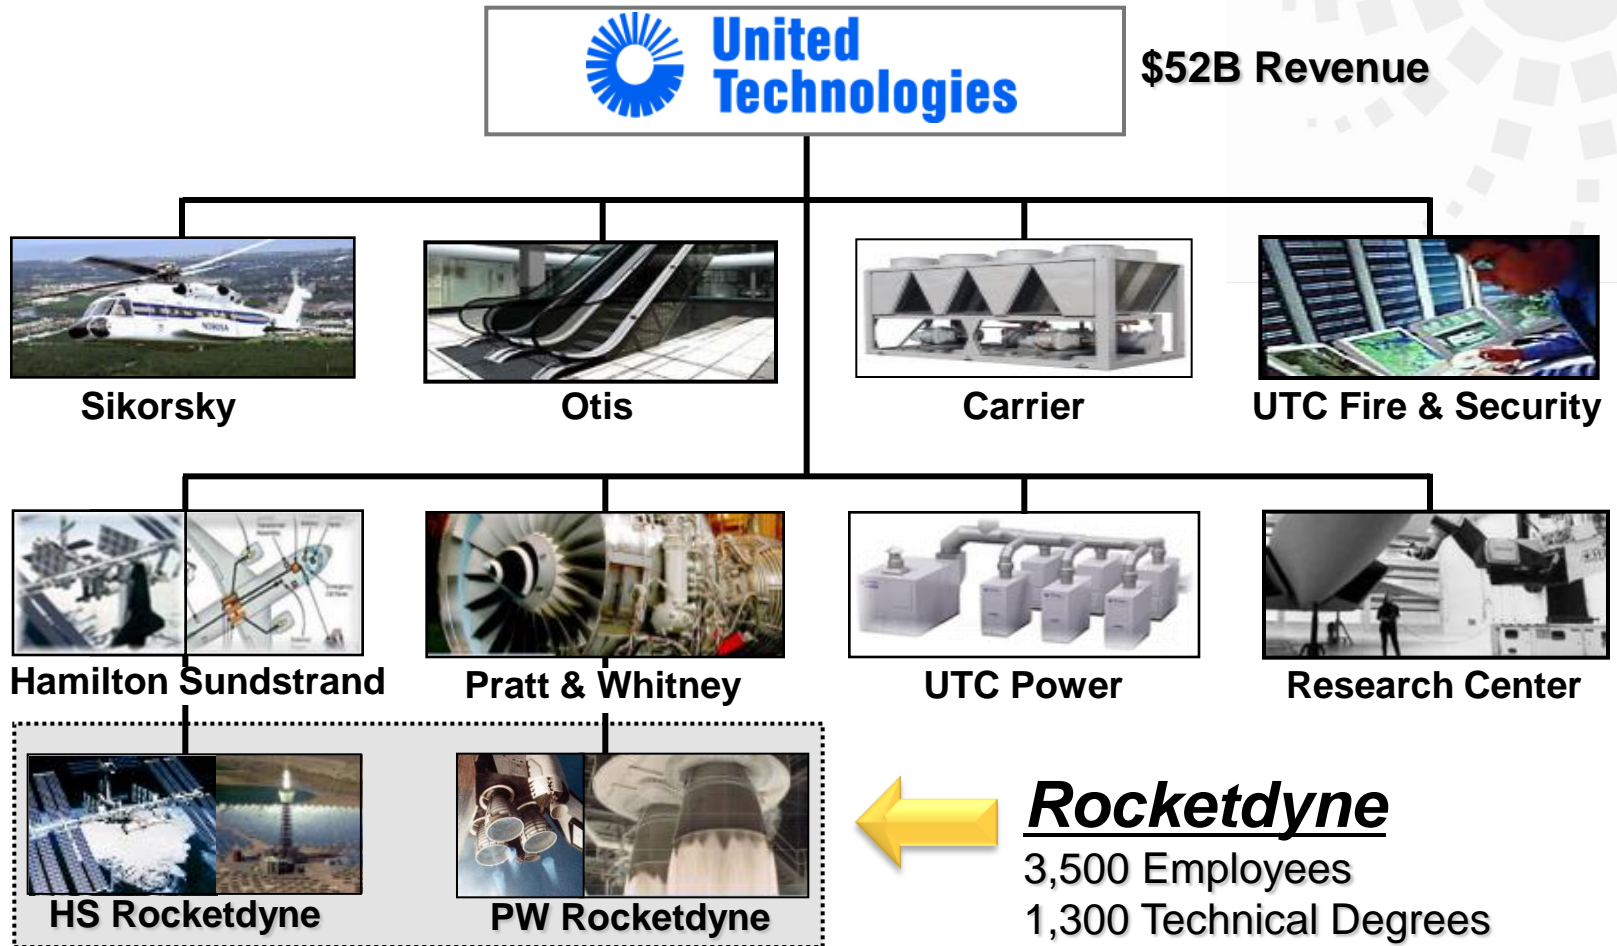 United
Technologies
$52B Revenue
Sikorsky
Otis
Carrier
UTC Fire & Security
Hamilton Sundstrand
Pratt & Whitney
UTC Power
Research Center
HS Rocketdyne
PW Rocketdyne
Rocketdyne
3,500 Employees
1,300 Technical Degrees